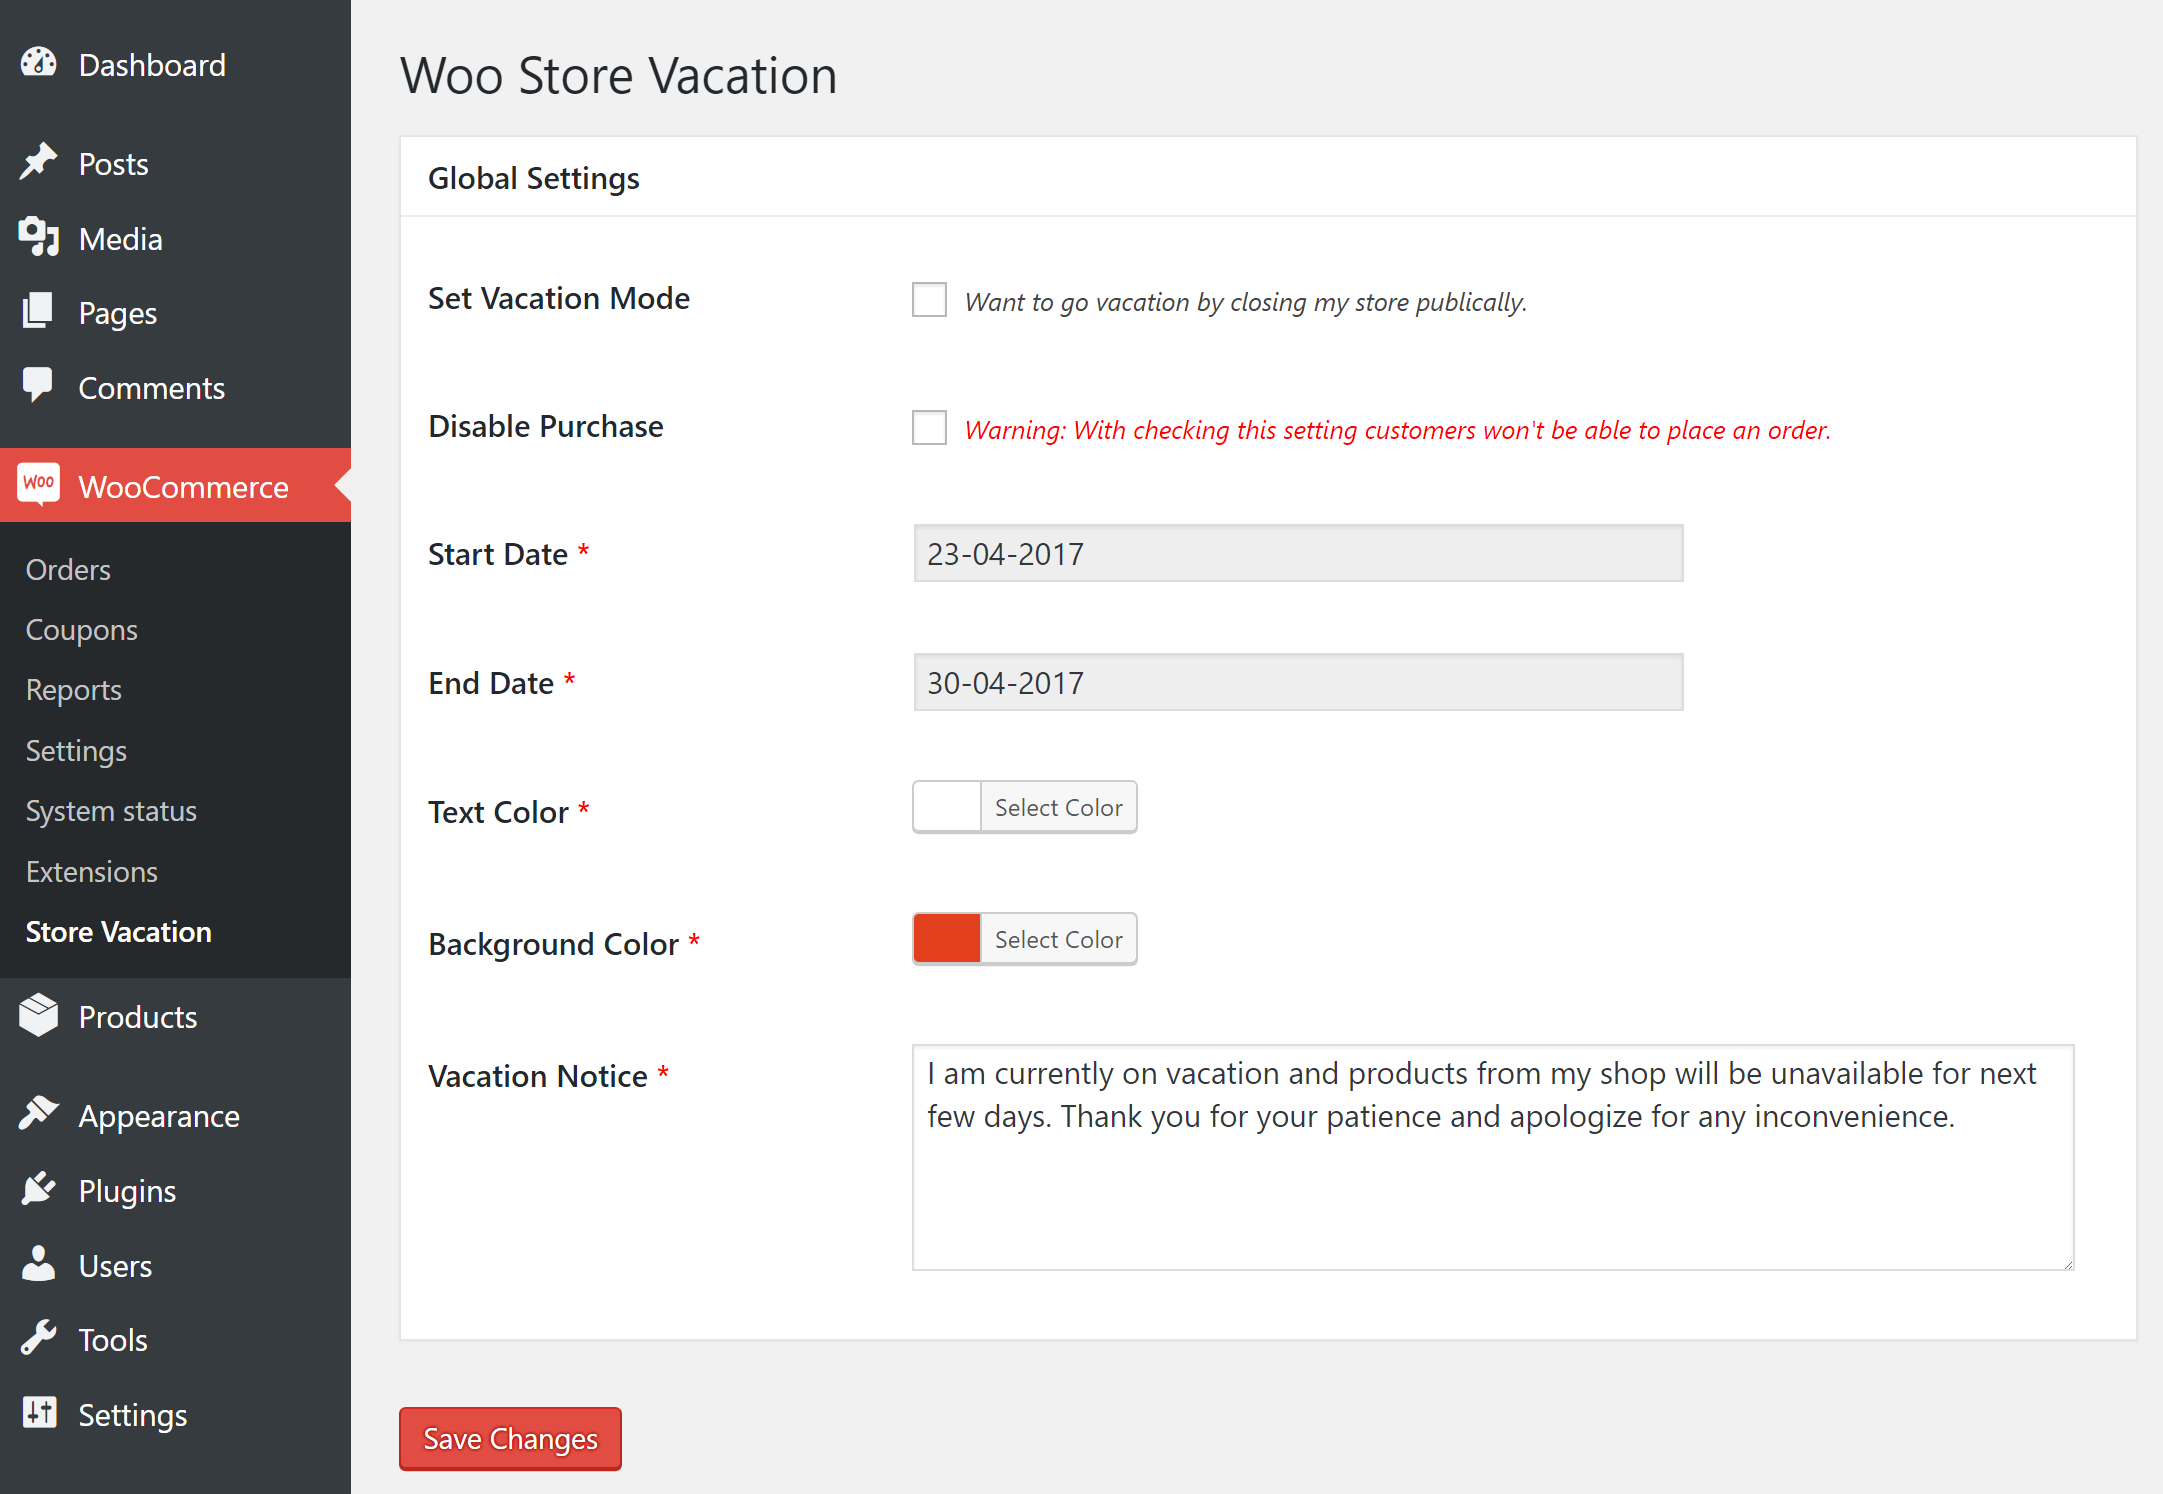 Dashboard
Posts
Media
Pages
Comments
Woo
WooCommerce
Orders
Coupons
Reports
Settings
System status
Extensions
Store Vacation
Products
Appearance
Plugins
Users
Tools
Settings
Woo Store Vacation
Global Settings
Set Vacation Mode
Want to go vacation by closing my store publically.
Disable Purchase
Warning: With checking this setting customers won't be able to place an order.
Start Date *
23-04-2017
End Date *
30-04-2017
Text Color *
Select Color
Background Color *
Select Color
Vacation Notice *
I am currently on vacation and products from my shop will be unavailable for next
few days. Thank you for your patience and apologize for any inconvenience.
Save Changes